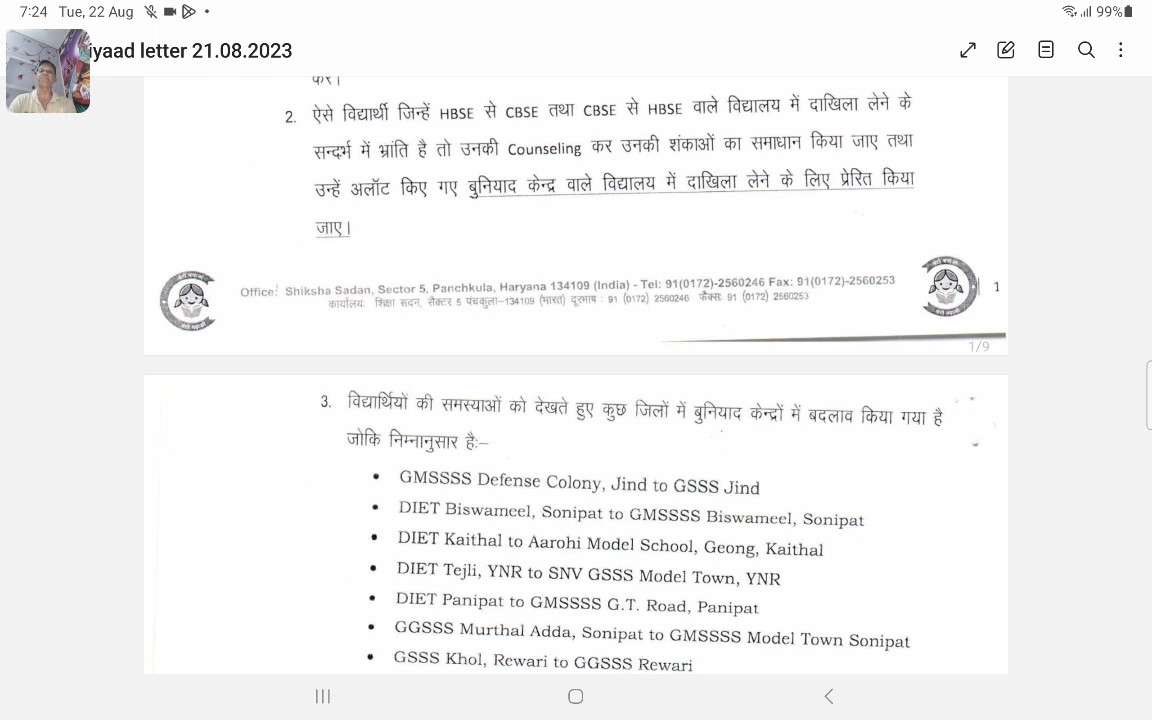 7:24 Tue, 22 Aug 99%
iyaad letter 21.08.2023
करें।
2. ऐसे विद्यार्थी जिन्हें HBSE से CBSE तथा CBSE से HBSE वाले विद्यालय में दाखिला लेने के
सन्दर्भ में भ्रांति है तो उनकी Counseling कर उनकी शंकाओं का समाधान किया जाए तथा
उन्हें अलॉट किए गए बुनियाद केन्द्र वाले विद्यालय में दाखिला लेने के लिए प्रेरित किया
जाए।
Office: Shiksha Sadan, Sector 5, Panchkula, Haryana 134109 (India) - Tel: 91(0172)-2560246 Fax: 91(0172)-2560253
कार्यालय: शिक्षा सदन, सैक्टर 5 पंचकुला–134109 (भारत) दूरभाष : 91 (0172) 2560246 फैक्स: 91 (0172) 2560253
1
1/9
3. विद्यार्थियों की समस्याओं को देखते हुए कुछ जिलों में बुनियाद केन्द्रों में बदलाव किया गया है
जोकि निम्नानुसार है:–
• GMSSSS Defense Colony, Jind to GSSS Jind
• DIET Biswameel, Sonipat to GMSSSS Biswameel, Sonipat
• DIET Kaithal to Aarohi Model School, Geong, Kaithal
• DIET Tejli, YNR to SNV GSSS Model Town, YNR
• DIET Panipat to GMSSSS G.T. Road, Panipat
• GGSSS Murthal Adda, Sonipat to GMSSSS Model Town Sonipat
• GSSS Khol, Rewari to GGSSS Rewari